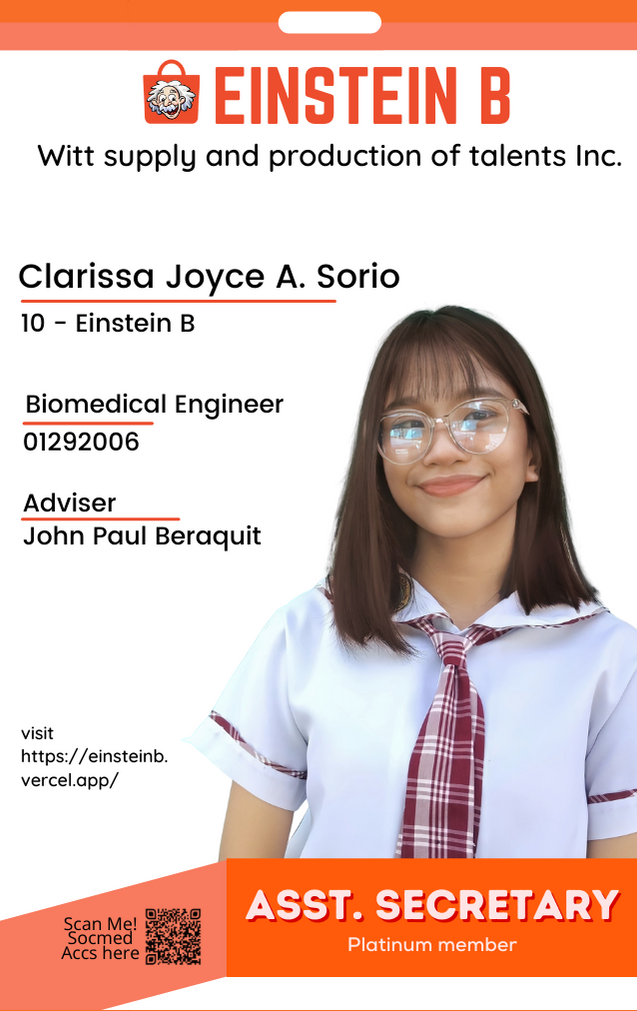 EINSTEIN B
Witt supply and production of talents Inc.
Clarissa Joyce A. Sorio
10 - Einstein B
Biomedical Engineer
01292006
Adviser
John Paul Beraquit
visit
https://einsteinb.
vercel.app/
Scan Me!
Socmed
Accs here
ASST. SECRETARY
Platinum member